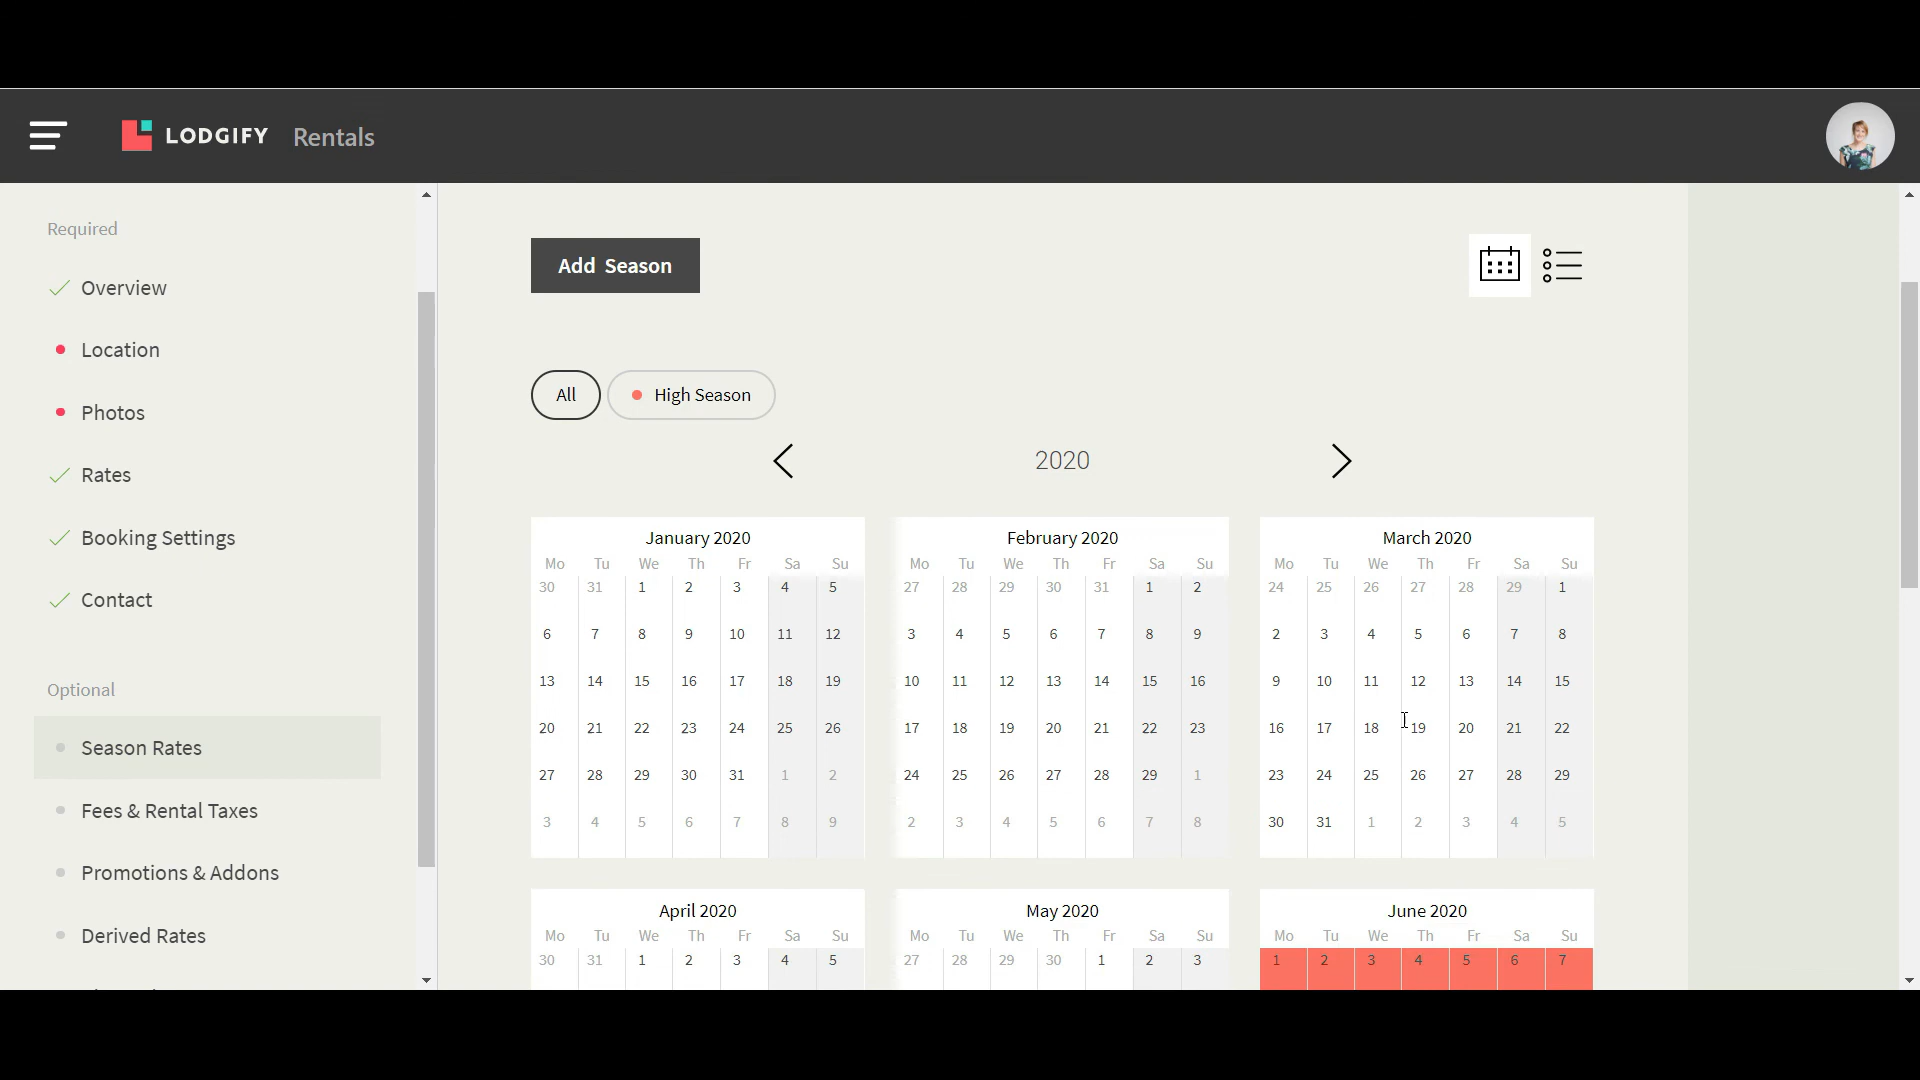 LODGIFY Rentals
Required
Overview
Location
Photos
Rates
Booking Settings
Contact
Optional
Season Rates
Fees & Rental Taxes
Promotions & Addons
Derived Rates
Add Season
All High Season
2020
January 2020
Mo Tu We Th Fr Sa Su
30 31 1 2 3 4 5
6 7 8 9 10 11 12
13 14 15 16 17 18 19
20 21 22 23 24 25 26
27 28 29 30 31 1 2
3 4 5 6 7 8 9
February 2020
Mo Tu We Th Fr Sa Su
27 28 29 30 31 1 2
3 4 5 6 7 8 9
10 11 12 13 14 15 16
17 18 19 20 21 22 23
24 25 26 27 28 29 1
2 3 4 5 6 7 8
March 2020
Mo Tu We Th Fr Sa Su
24 25 26 27 28 29 1
2 3 4 5 6 7 8
9 10 11 12 13 14 15
16 17 18 19 20 21 22
23 24 25 26 27 28 29
30 31 1 2 3 4 5
April 2020
Mo Tu We Th Fr Sa Su
30 31 1 2 3 4 5
May 2020
Mo Tu We Th Fr Sa Su
27 28 29 30 1 2 3
June 2020
Mo Tu We Th Fr Sa Su
1 2 3 4 5 6 7